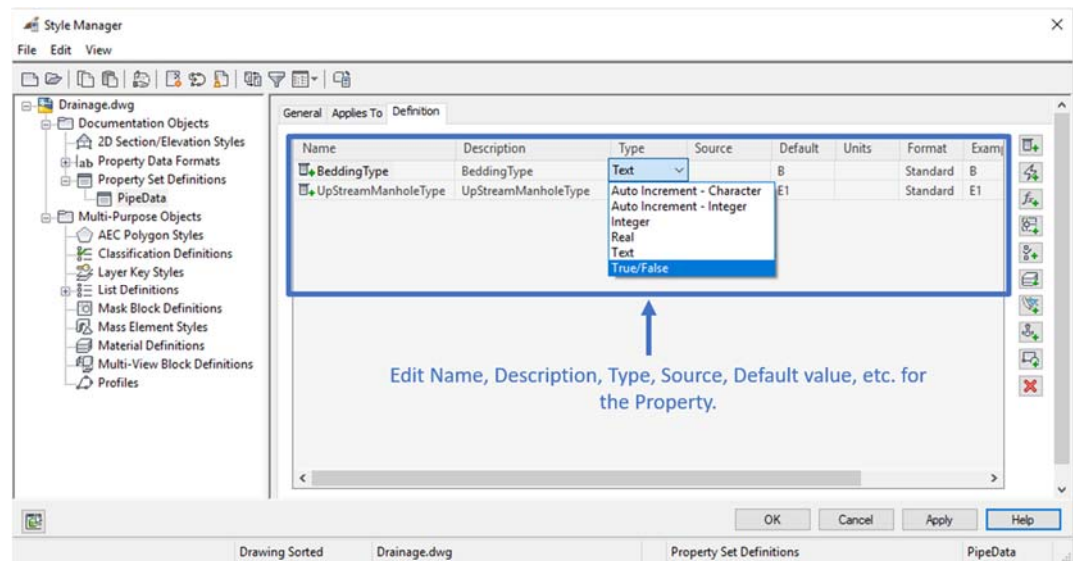 Style Manager
File Edit View
Drainage.dwg
Documentation Objects
2D Section/Elevation Styles
Property Data Formats
Property Set Definitions
PipeData
Multi-Purpose Objects
AEC Polygon Styles
Classification Definitions
Layer Key Styles
List Definitions
Mask Block Definitions
Mass Element Styles
Material Definitions
Multi-View Block Definitions
Profiles
General Applies To Definition
Name Description Type Source Default Units Format Examp
BeddingType BeddingType Text B Standard B
UpStreamManholeType UpStreamManholeType E1 Standard E1
Auto Increment - Character
Auto Increment - Integer
Integer
Real
Text
True/False
Edit Name, Description, Type, Source, Default value, etc. for
the Property.
OK Cancel Apply Help
Drawing Sorted Drainage.dwg Property Set Definitions PipeData